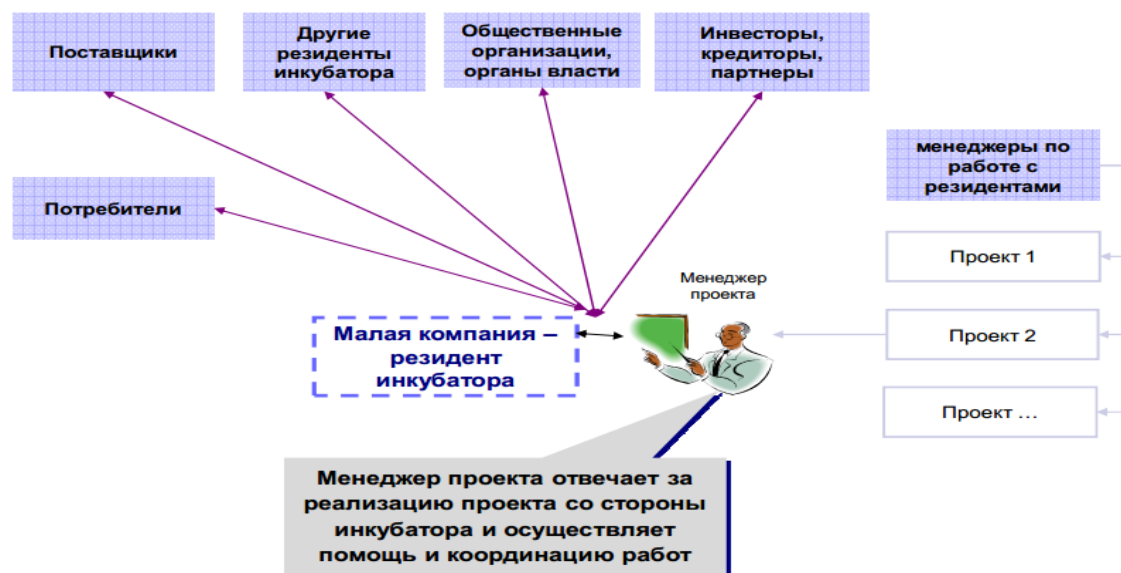 Поставщики
Другие
резиденты
инкубатора
Общественные
организации,
органы власти
Инвесторы,
кредиторы,
партнеры
менеджеры по
работе с
резидентами
Потребители
Проект 1
Менеджер
проекта
Малая компания –
резидент
инкубатора
Проект 2
Проект ...
Менеджер проекта отвечает за
реализацию проекта со стороны
инкубатора и осуществляет
помощь и координацию работ